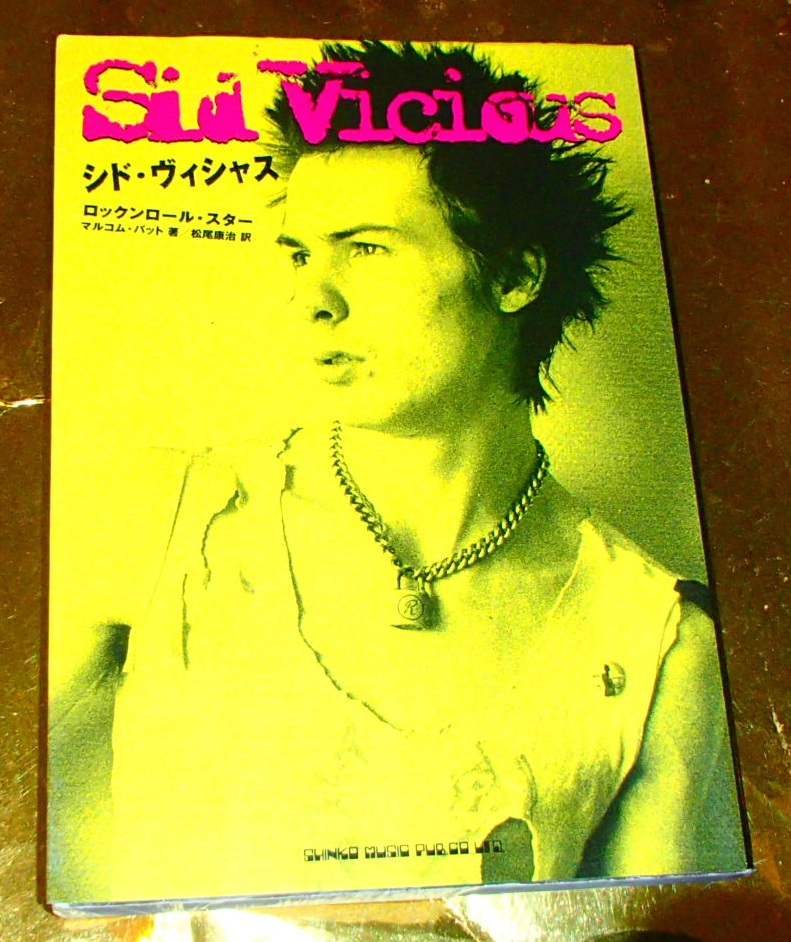 Sid Vicious
シド・ヴィシャス
ロックンロール・スター
マルコム・バット 著／松尾康治 訳
R
SHINKO MUSIC PUB.CO LTD.